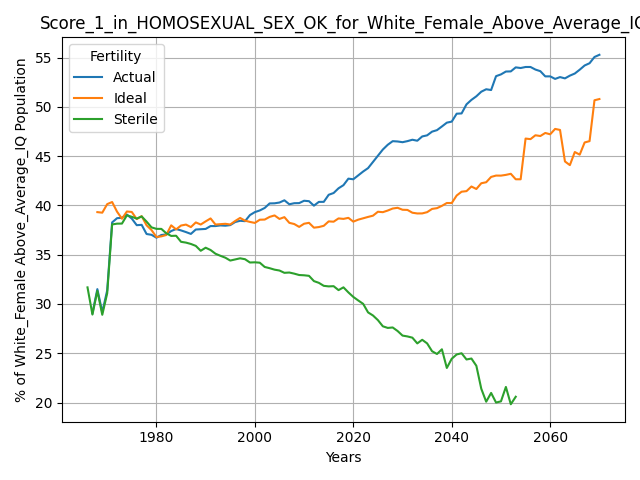 Score_1_in_HOMOSEXUAL_SEX_OK_for_White_Female_Above_Average_IQ
Fertility
Actual
Ideal
Sterile
% of White_Female Above_Average_IQ Population
55
50
45
40
35
30
25
20
1980
2000
2020
2040
2060
Years